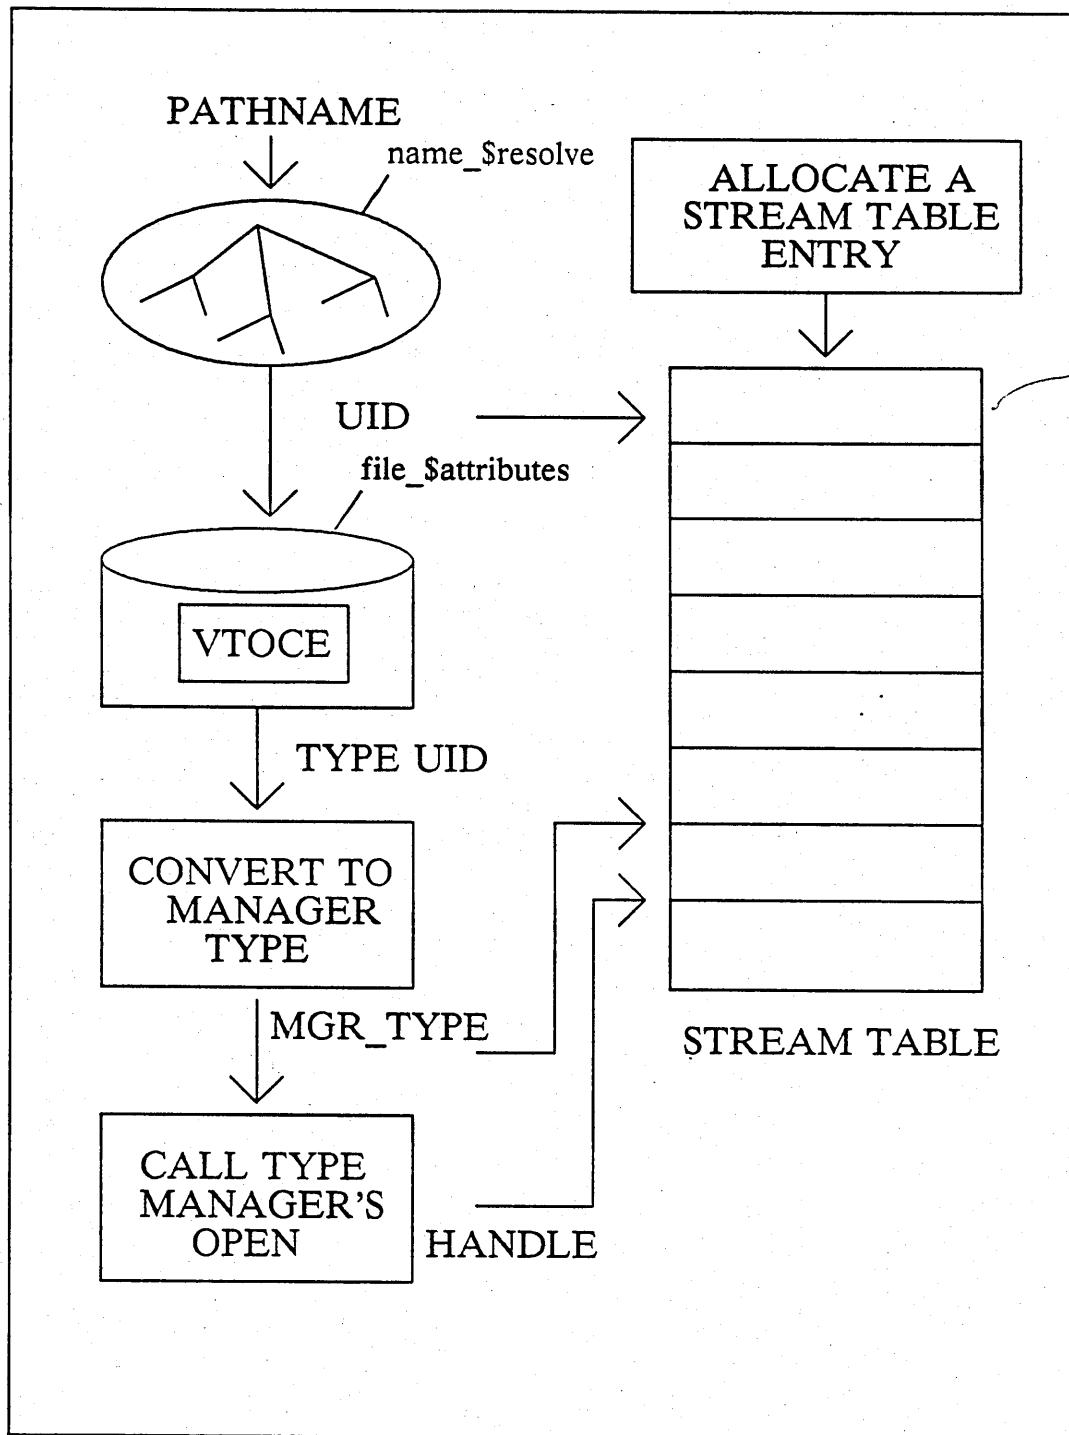 PATHNAME
name_$resolve
ALLOCATE A
STREAM TABLE
ENTRY
UID
file_$attributes
VTOCE
TYPE UID
CONVERT TO
MANAGER
TYPE
MGR_TYPE
STREAM TABLE
CALL TYPE
MANAGER'S
OPEN
HANDLE